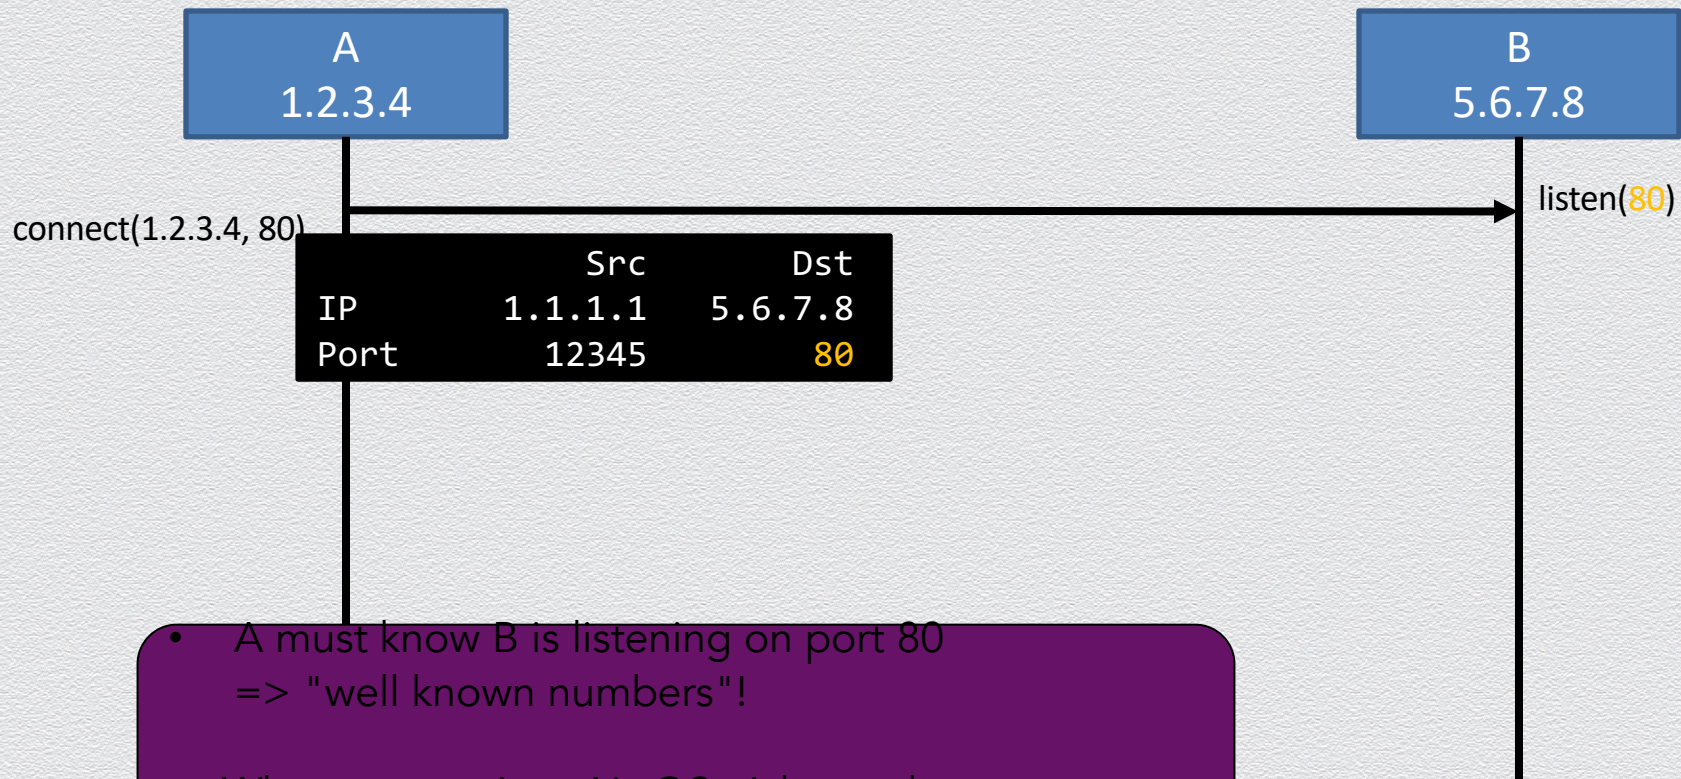 A
1.2.3.4
B
5.6.7.8
listen(80)
connect(1.2.3.4, 80)
Src Dst
IP 1.1.1.1 5.6.7.8
Port 12345 80
• A must know B is listening on port 80
=> "well known numbers"!